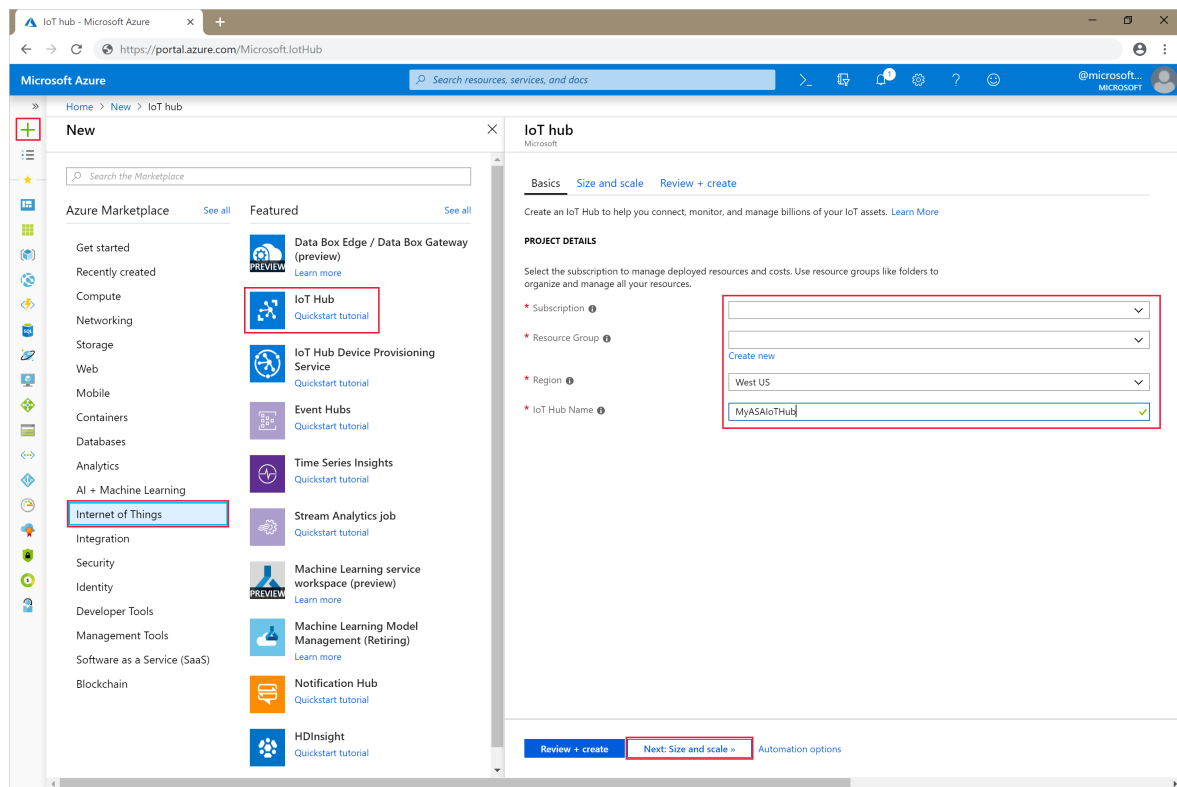 IoT hub - Microsoft Azure
https://portal.azure.com/Microsoft.IotHub
Microsoft Azure
Search resources, services, and docs
1
@microsoft...
MICROSOFT
Home > New > IoT hub
New
Search the Marketplace
Azure Marketplace See all
Get started
Recently created
Compute
Networking
Storage
Web
Mobile
Containers
Databases
Analytics
AI + Machine Learning
Internet of Things
Integration
Security
Identity
Developer Tools
Management Tools
Software as a Service (SaaS)
Blockchain
Featured See all
PREVIEW
Data Box Edge / Data Box Gateway
(preview)
Learn more
IoT Hub
Quickstart tutorial
IoT Hub Device Provisioning
Service
Quickstart tutorial
Event Hubs
Quickstart tutorial
Time Series Insights
Quickstart tutorial
Stream Analytics job
Quickstart tutorial
PREVIEW
Machine Learning service
workspace (preview)
Learn more
Machine Learning Model
Management (Retiring)
Learn more
Notification Hub
Quickstart tutorial
HDInsight
Quickstart tutorial
SQL
IoT hub
Microsoft
Basics Size and scale Review + create
Create an IoT Hub to help you connect, monitor, and manage billions of your IoT assets. Learn More
PROJECT DETAILS
Select the subscription to manage deployed resources and costs. Use resource groups like folders to
organize and manage all your resources.
* Subscription
* Resource Group
Create new
* Region West US
* IoT Hub Name MyASAIoTHub
Review + create Next: Size and scale » Automation options